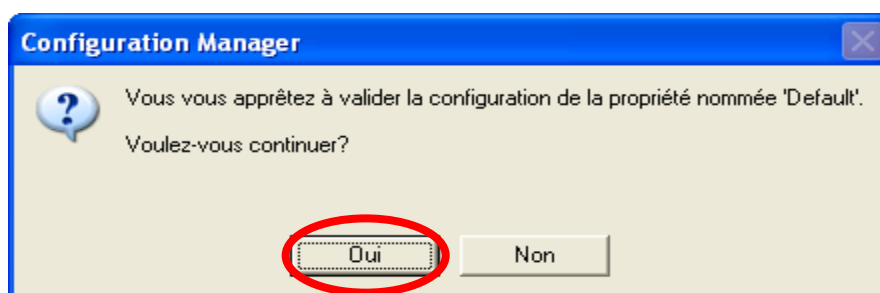 Configuration Manager
Vous vous apprêtez à valider la configuration de la propriété nommée 'Default'.
Voulez-vous continuer?
Oui
Non